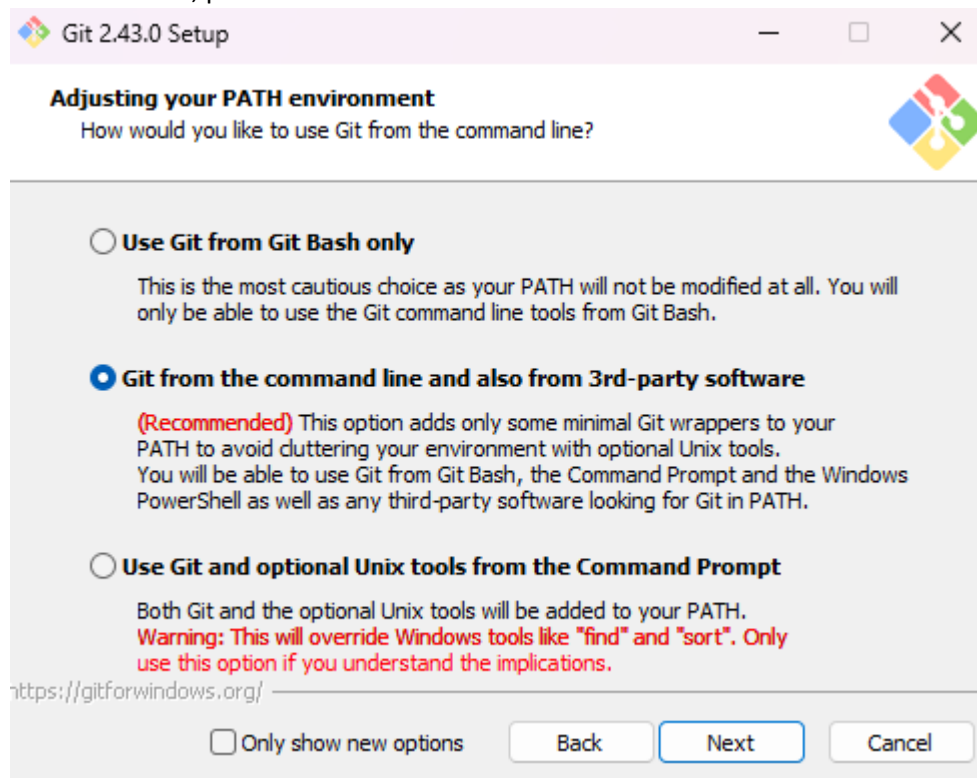 Git 2.43.0 Setup
Adjusting your PATH environment
How would you like to use Git from the command line?
Use Git from Git Bash only
This is the most cautious choice as your PATH will not be modified at all. You will
only be able to use the Git command line tools from Git Bash.
Git from the command line and also from 3rd-party software
(Recommended) This option adds only some minimal Git wrappers to your
PATH to avoid cluttering your environment with optional Unix tools.
You will be able to use Git from Git Bash, the Command Prompt and the Windows
PowerShell as well as any third-party software looking for Git in PATH.
Use Git and optional Unix tools from the Command Prompt
Both Git and the optional Unix tools will be added to your PATH.
Warning: This will override Windows tools like "find" and "sort". Only
use this option if you understand the implications.
https://gitforwindows.org/
Only show new options
Back
Next
Cancel